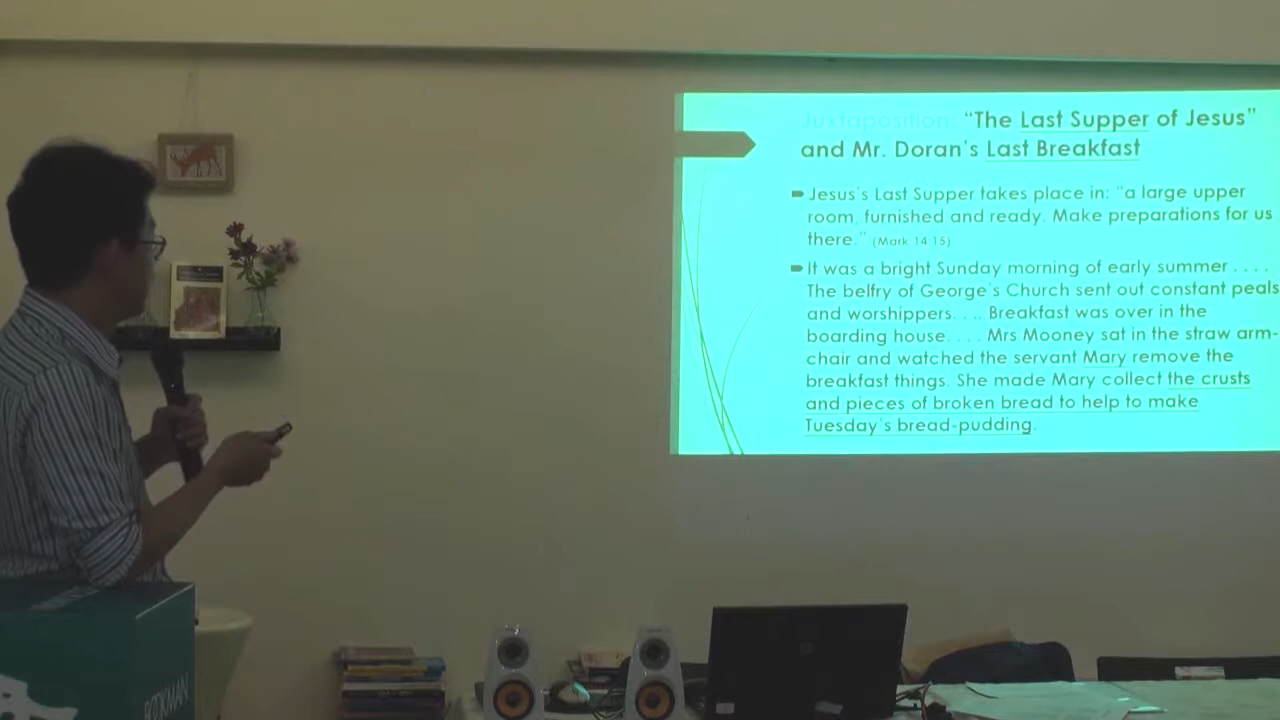 Juxtaposition: “The Last Supper of Jesus”
and Mr. Doran’s Last Breakfast
Jesus’s Last Supper takes place in: “a large upper
room, furnished and ready. Make preparations for us
there.” (Mark 14:15)
It was a bright Sunday morning of early summer . . . .
The belfry of George’s Church sent out constant peals
and worshippers. . . . Breakfast was over in the
boarding house. . . . Mrs Mooney sat in the straw arm-
chair and watched the servant Mary remove the
breakfast things. She made Mary collect the crusts
and pieces of broken bread to help to make
Tuesday’s bread-pudding.
BOOKMAN